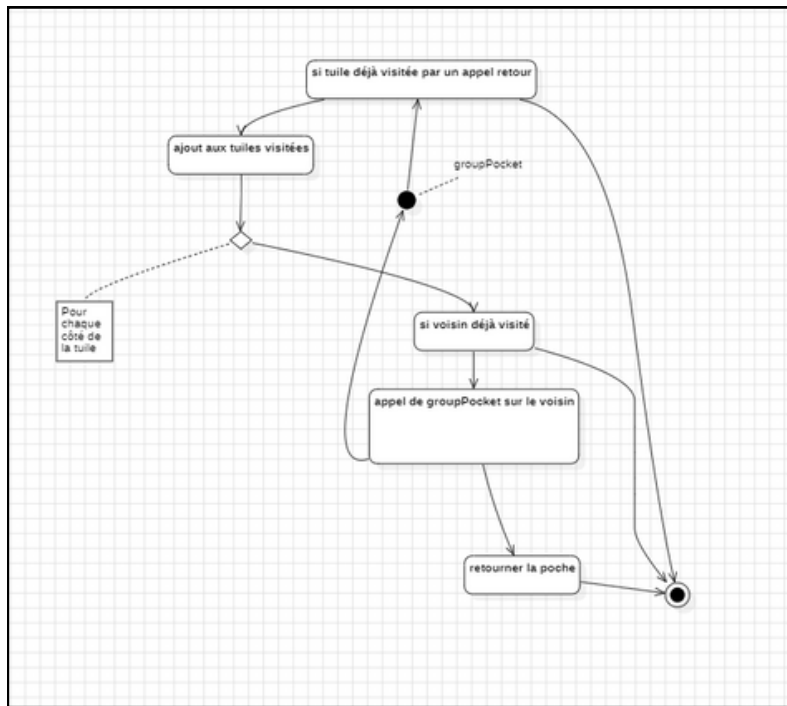 si tuile déjà visitée par un appel retour
ajout aux tuiles visitées
groupPocket
Pour
chaque
côté de
la tuile
si voisin déjà visité
appel de groupPocket sur le voisin
retourner la poche